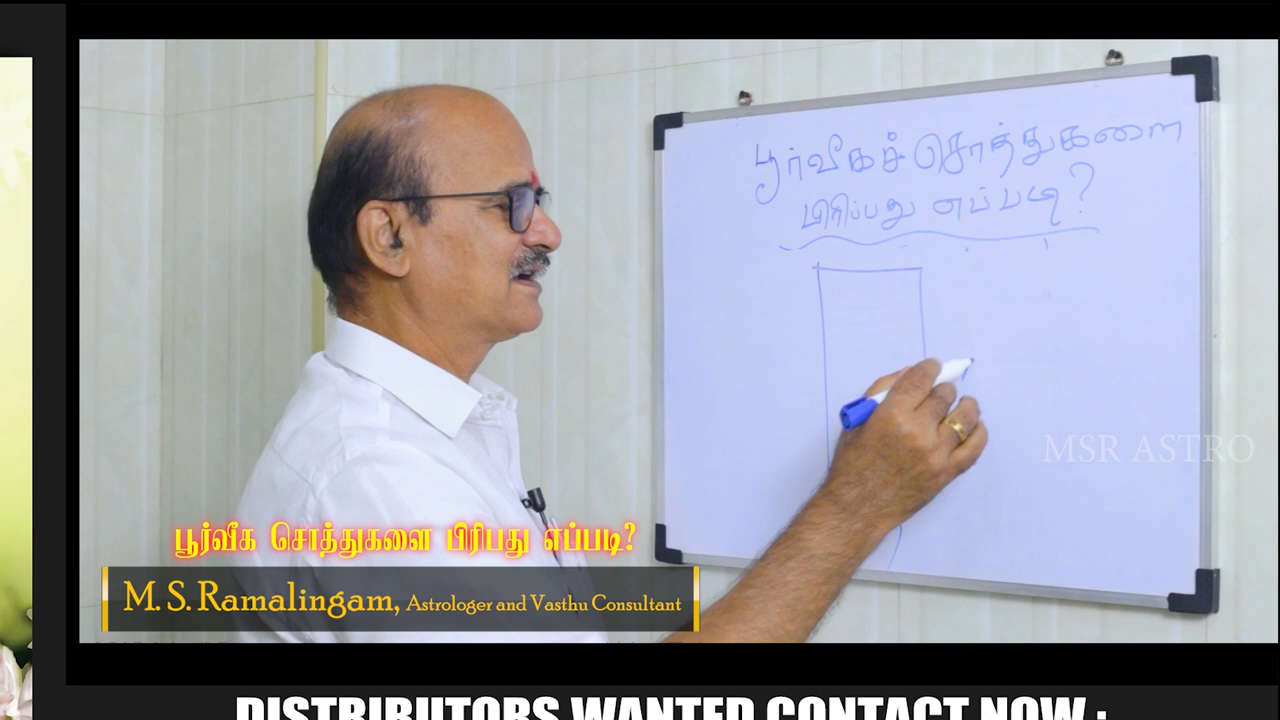 பூர்வீகச் சொத்துகளை
பிரிப்பது எப்படி?
MSR ASTRO
பூர்வீக சொத்துகளை பிரிபது எப்படி?
M. S. Ramalingam, Astrologer and Vasthu Consultant
DISTRIBUTORS WANTED CONTACT NOW :